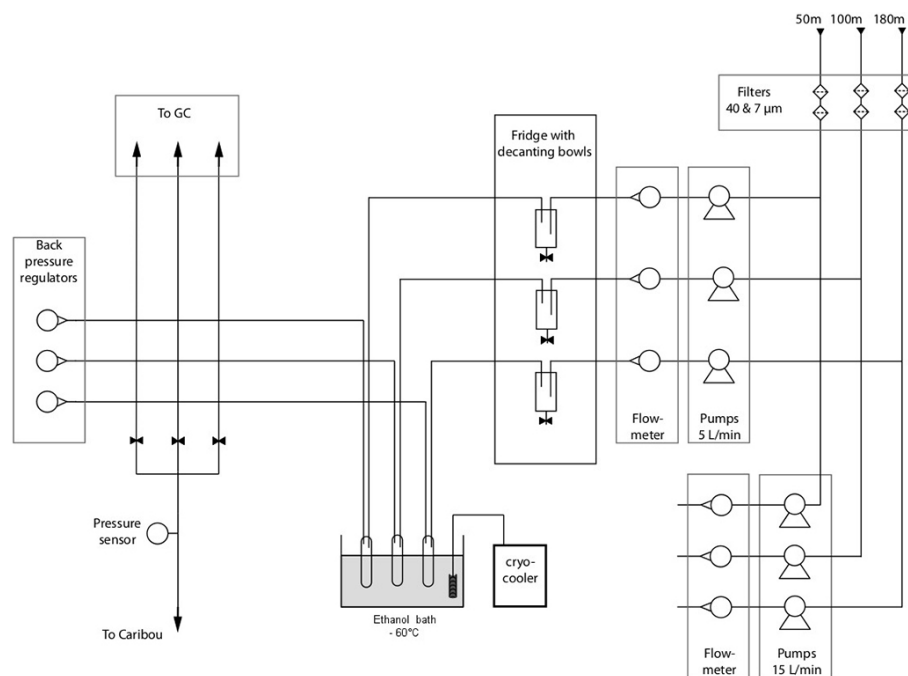 50m 100m 180m
Filters
40 & 7 µm
To GC
Fridge with
decanting bowls
Back
pressure
regulators
Flow-
meter
Pumps
5 L/min
Pressure
sensor
cryo-
cooler
Ethanol bath
- 60°C
To Caribou
Flow-
meter
Pumps
15 L/min